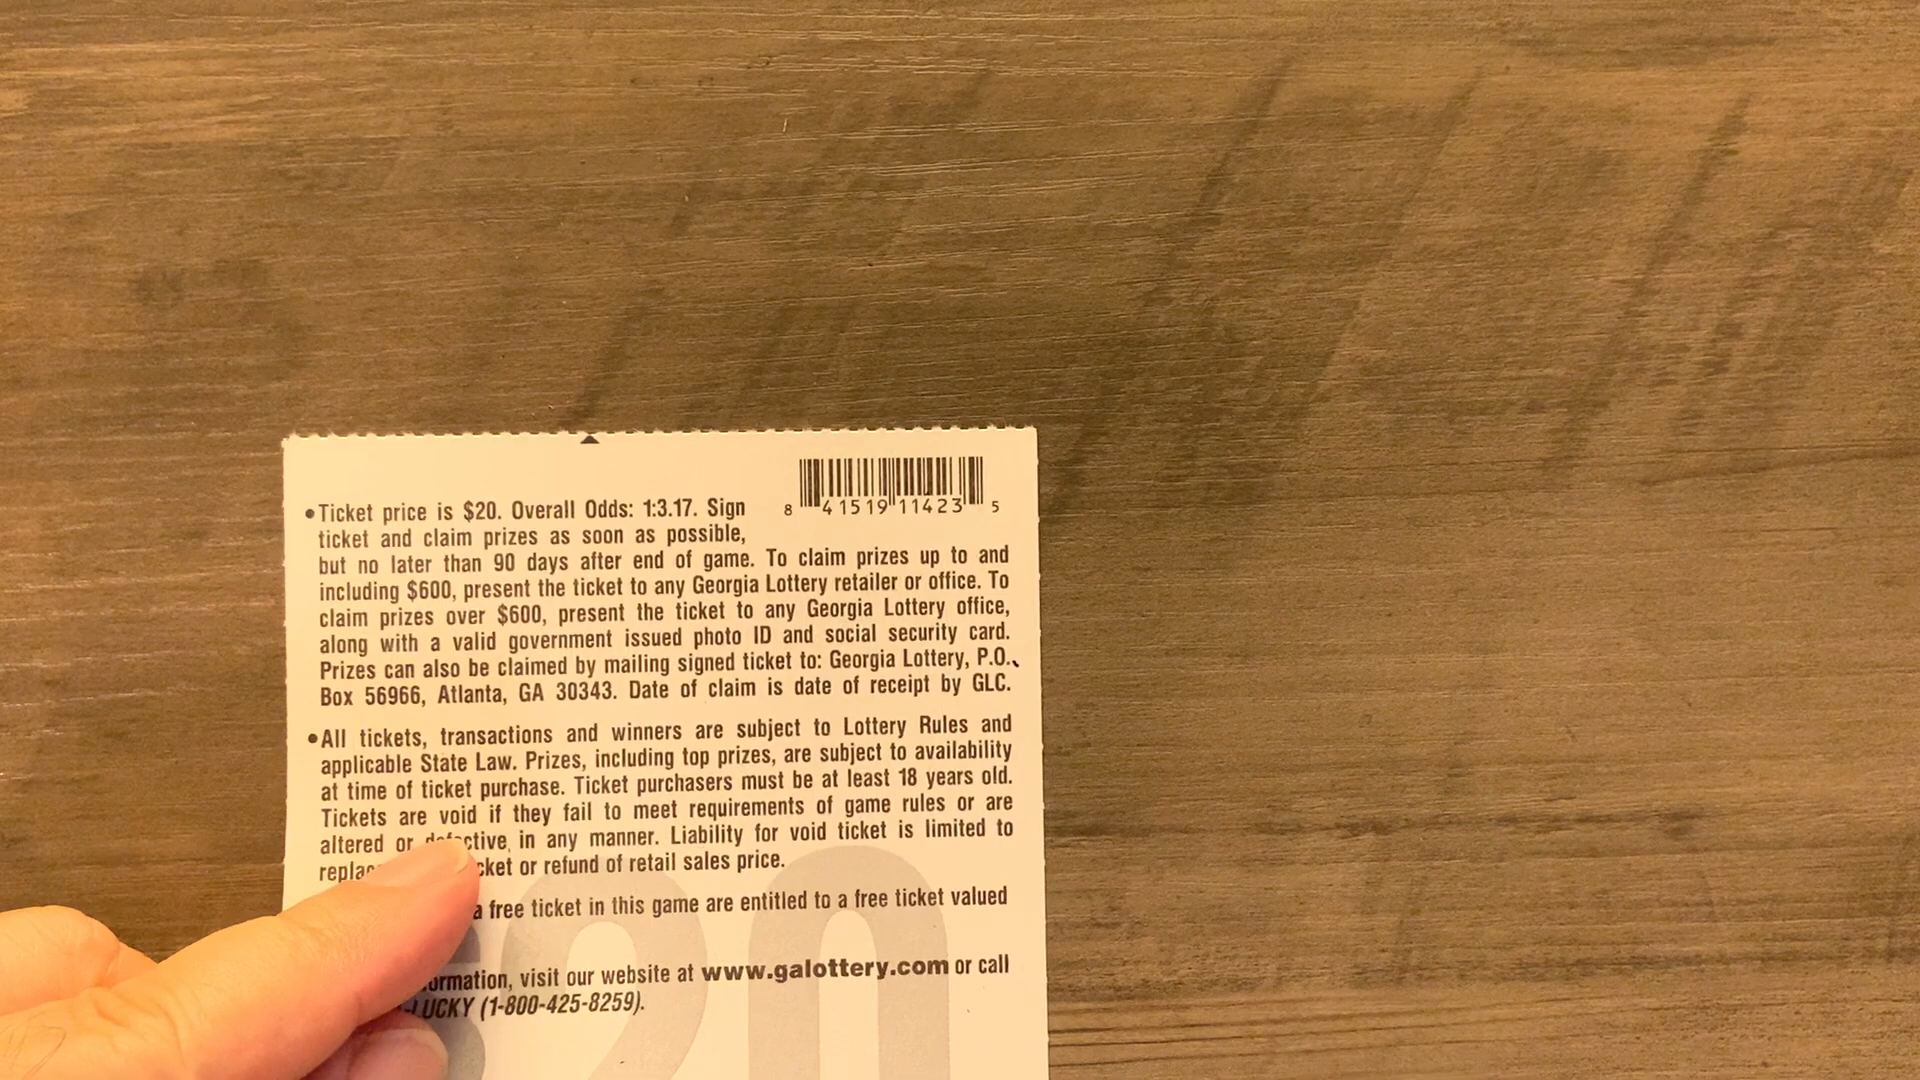 •Ticket price is $20. Overall Odds: 1:3.17. Sign
8 41519 11423 5
ticket and claim prizes as soon as possible,
but no later than 90 days after end of game. To claim prizes up to and
including $600, present the ticket to any Georgia Lottery retailer or office. To
claim prizes over $600, present the ticket to any Georgia Lottery office,
along with a valid government issued photo ID and social security card.
Prizes can also be claimed by mailing signed ticket to: Georgia Lottery, P.O.
Box 56966, Atlanta, GA 30343. Date of claim is date of receipt by GLC.
•All tickets, transactions and winners are subject to Lottery Rules and
applicable State Law. Prizes, including top prizes, are subject to availability
at time of ticket purchase. Ticket purchasers must be at least 18 years old.
Tickets are void if they fail to meet requirements of game rules or are
altered or defective in any manner. Liability for void ticket is limited to
or refund of retail sales price.
a free ticket in this game are entitled to a free ticket valued
visit our website at www.galottery.com or call
LUCKY (1-800-425-8259).
20